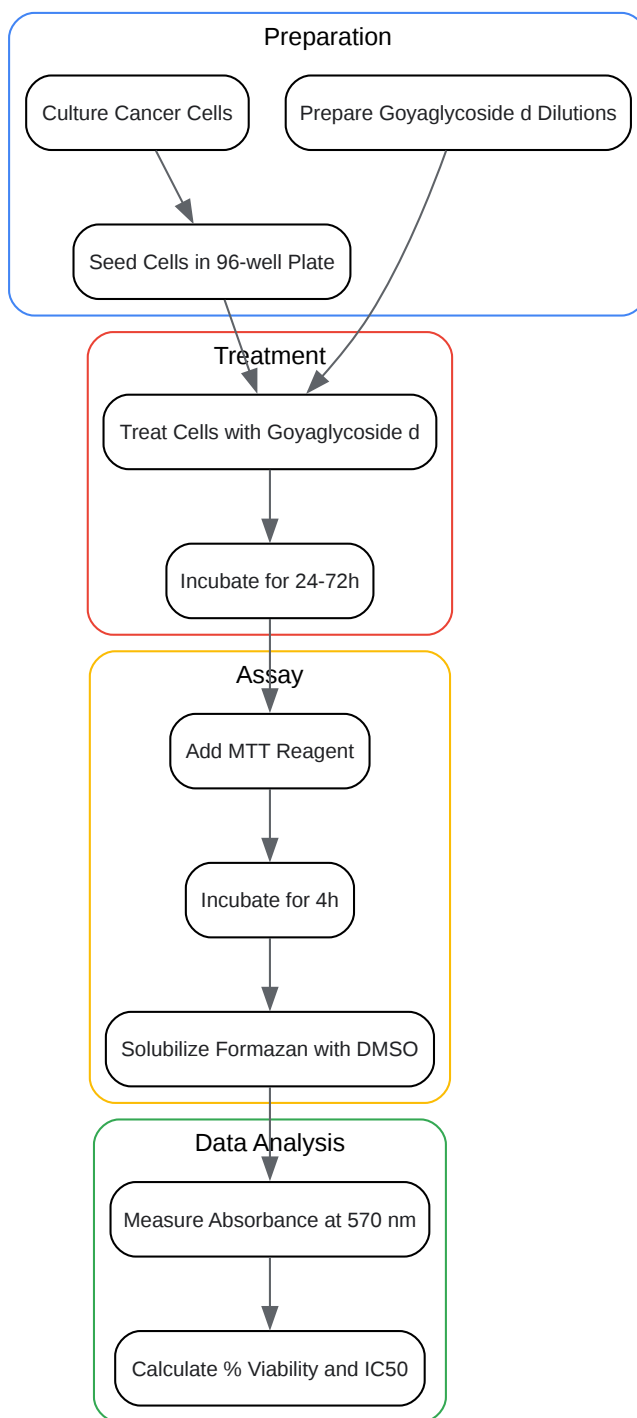 Preparation
Culture Cancer Cells
Prepare Goyaglycoside d Dilutions
Seed Cells in 96-well Plate
Treatment
Treat Cells with Goyaglycoside d
Incubate for 24-72h
Assay
Add MTT Reagent
Incubate for 4h
Solubilize Formazan with DMSO
Data Analysis
Measure Absorbance at 570 nm
Calculate % Viability and IC50